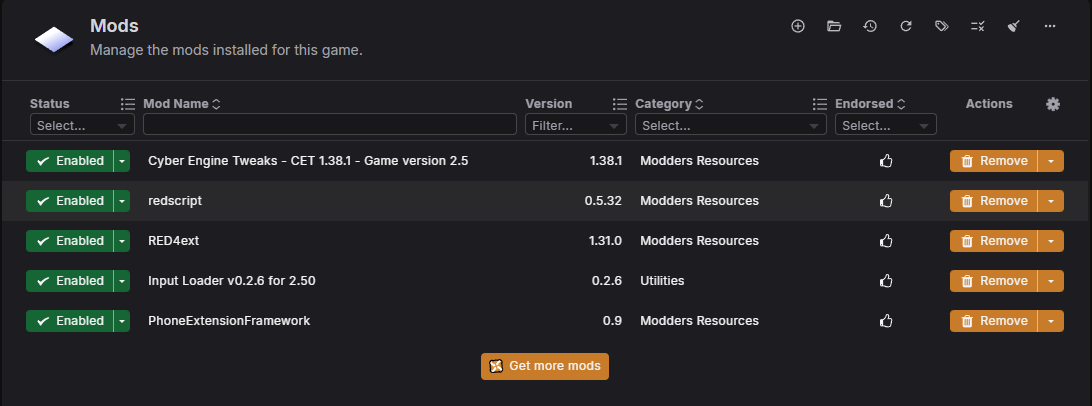 Mods
Manage the mods installed for this game.
Status Mod Name Version Category Endorsed Actions
Select... Filter... Select... Select...
Enabled Cyber Engine Tweaks - CET 1.38.1 - Game version 2.5 1.38.1 Modders Resources Remove
Enabled redscript 0.5.32 Modders Resources Remove
Enabled RED4ext 1.31.0 Modders Resources Remove
Enabled Input Loader v0.2.6 for 2.50 0.2.6 Utilities Remove
Enabled PhoneExtensionFramework 0.9 Modders Resources Remove
Get more mods